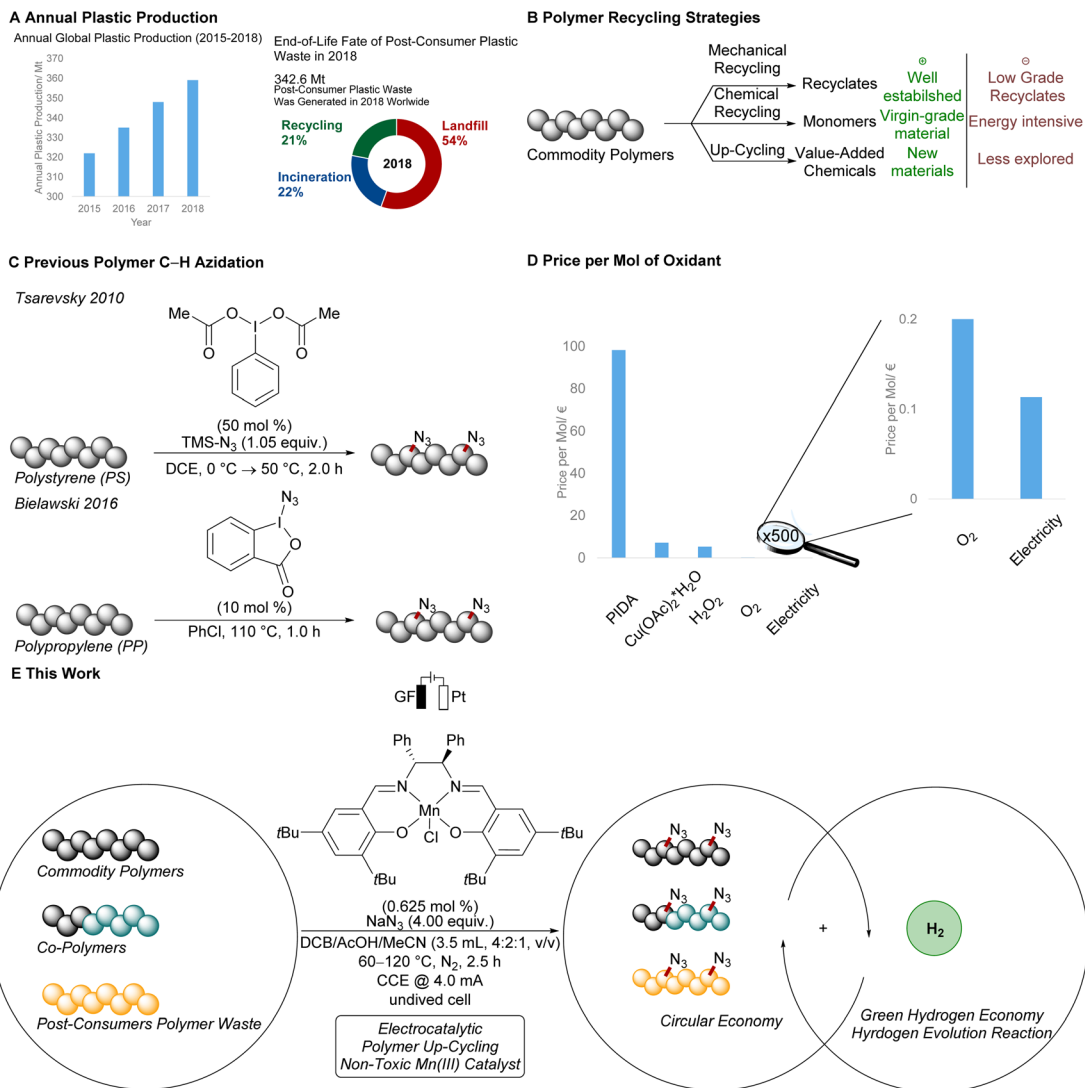 A Annual Plastic Production
Annual Global Plastic Production (2015-2018)
Annual Plastic Production/ Mt
370
360
350
340
330
320
310
300
2015 2016 2017 2018
Year
End-of-Life Fate of Post-Consumer Plastic
Waste in 2018
342.6 Mt
Post-Consumer Plastic Waste
Was Generated in 2018 Worlwide
Recycling
21%
Landfill
54%
2018
Incineration
22%
B Polymer Recycling Strategies
Commodity Polymers
Mechanical
Recycling
Recyclates
Chemical
Recycling
Monomers
Up-Cycling
Value-Added
Chemicals
⊕
Well
estabilshed
Virgin-grade
material
New
materials
⊖
Low Grade
Recyclates
Energy intensive
Less explored
C Previous Polymer C–H Azidation
Tsarevsky 2010
Me O I O Me
O O
(50 mol %)
TMS-N₃ (1.05 equiv.)
DCE, 0 °C → 50 °C, 2.0 h
Polystyrene (PS)
N₃ N₃
Bielawski 2016
N₃
I
O
O
(10 mol %)
PhCl, 110 °C, 1.0 h
Polypropylene (PP)
N₃ N₃
D Price per Mol of Oxidant
Price per Mol/ €
100
80
60
40
20
0
PIDA
Cu(OAc)₂*H₂O
H₂O₂
O₂
Electricity
x500
Price per Mol/ €
0.2
0.1
0
O₂
Electricity
E This Work
GF Pt
Ph Ph
N N
Mn
O O
Cl
tBu tBu
tBu tBu
(0.625 mol %)
NaN₃ (4.00 equiv.)
DCB/AcOH/MeCN (3.5 mL, 4:2:1, v/v)
60–120 °C, N₂, 2.5 h
CCE @ 4.0 mA
undived cell
Electrocatalytic
Polymer Up-Cycling
Non-Toxic Mn(III) Catalyst
Commodity Polymers
Co-Polymers
Post-Consumers Polymer Waste
N₃ N₃
N₃ N₃
N₃ N₃
Circular Economy
+
H₂
Green Hydrogen Economy
Hyrdogen Evolution Reaction